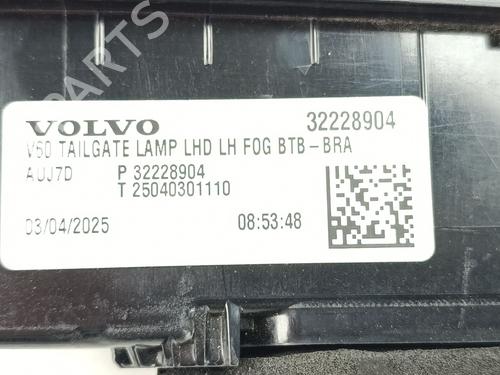 VOLVO 32228904
V60 TAILGATE LAMP LHD LH FOG BTB-BRA
AUJ7D P 32228904
T 25040301110
03/04/2025 08:53:48